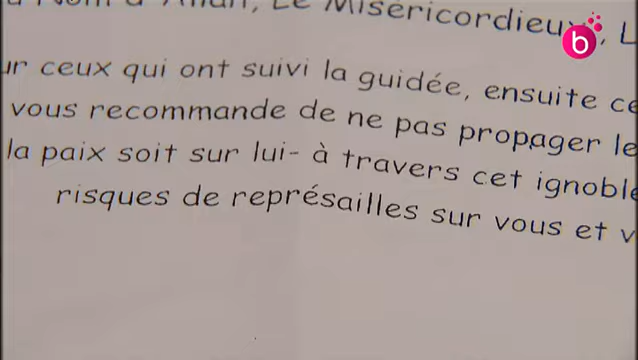 Nom d'Allah, Le Miséricordieux, L
ur ceux qui ont suivi la guidée, ensuite ce
vous recommande de ne pas propager le
la paix soit sur lui- à travers cet ignoble
risques de représailles sur vous et v
b